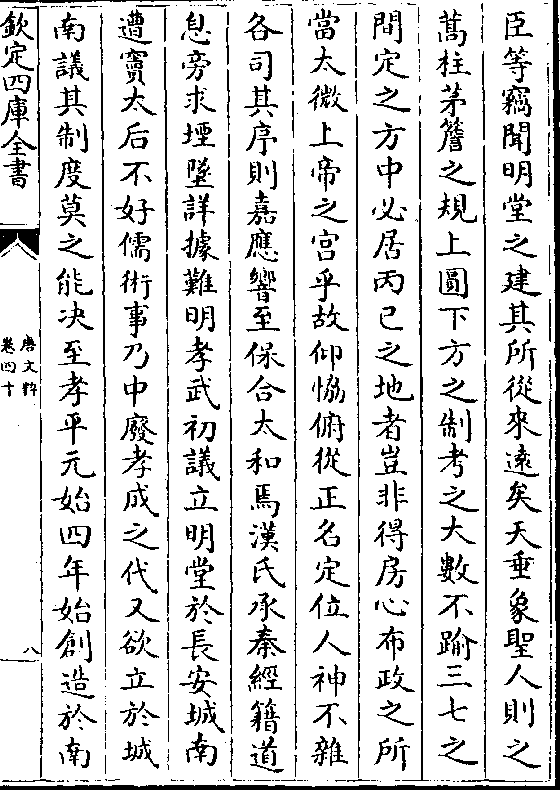 臣等竊聞明堂之建其所從來遠矣天垂象聖人則之
蒿柱茅簷之規上圓下方之制考之大數不踰三七之
間定之方中必居丙巳之地者豈非得房心布政之所
當太微上帝之宫乎故仰恊俯從正名定位人神不雜
各司其序則嘉應響至保合太和焉漢氏承秦經籍道
息旁求堙墜詳據難明孝武初議立明堂於長安城南
遭竇太后不好儒術事乃中廢孝成之代又欲立於城
南議其制度莫之能决至孝平元始四年始創造於南
欽定四庫全書
唐文粹
卷四十
八